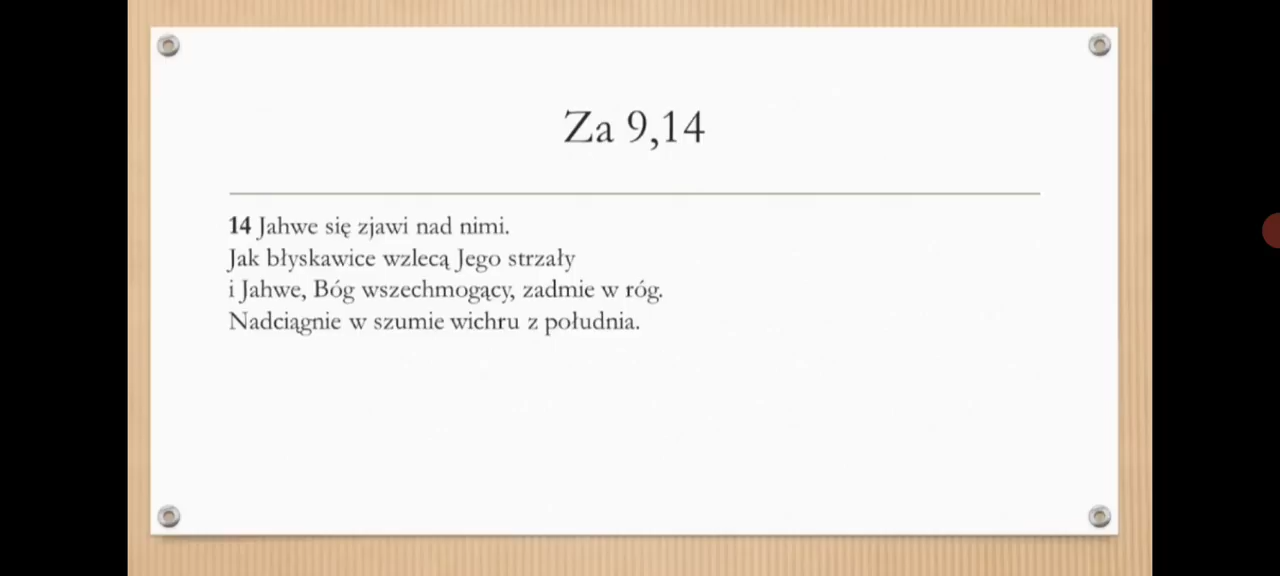 Za 9,14
14 Jahwe się zjawi nad nimi.
Jak błyskawice wzlecą Jego strzały
i Jahwe, Bóg wszechmogący, zadmie w róg.
Nadciągnie w szumie wichru z południa.